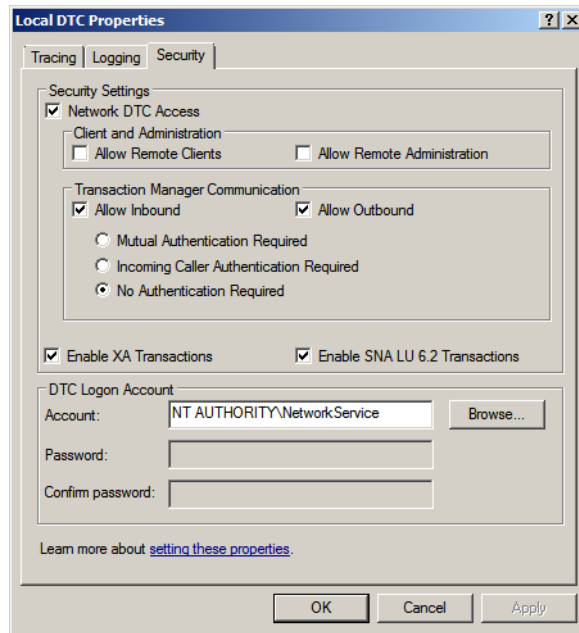 Local DTC Properties
Tracing Logging Security
Security Settings
Network DTC Access
Client and Administration
Allow Remote Clients Allow Remote Administration
Transaction Manager Communication
Allow Inbound Allow Outbound
Mutual Authentication Required
Incoming Caller Authentication Required
No Authentication Required
Enable XA Transactions Enable SNA LU 6.2 Transactions
DTC Logon Account
Account: NT AUTHORITY\NetworkService Browse...
Password:
Confirm password:
Learn more about setting these properties.
OK Cancel Apply